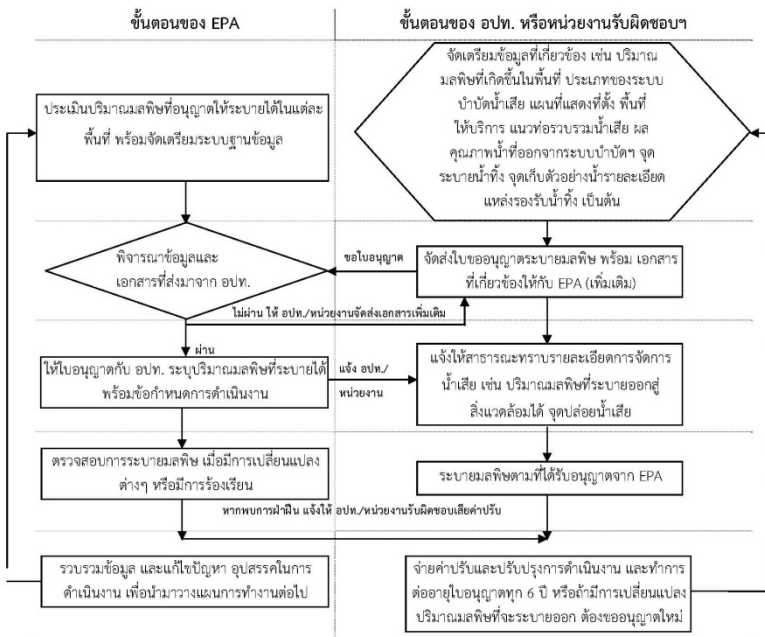 ขั้นตอนของ EPA
ขั้นตอนของ อปท. หรือหน่วยงานรับผิดชอบฯ
ประเมินปริมาณมลพิษที่อนุญาตให้ระบายได้ในแต่ละ
พื้นที่ พร้อมจัดเตรียมระบบฐานข้อมูล
จัดเตรียมข้อมูลที่เกี่ยวข้อง เช่น ปริมาณ
มลพิษที่เกิดขึ้นในพื้นที่ ประเภทของระบบ
บำบัดน้ำเสีย แผนที่แสดงที่ตั้ง พื้นที่
ให้บริการ แนวท่อรวบรวมน้ำเสีย ผล
คุณภาพน้ำที่ออกจากระบบบำบัดฯ จุด
ระบายน้ำทิ้ง จุดเก็บตัวอย่างน้ำรายละเอียด
แหล่งรองรับน้ำทิ้ง เป็นต้น
พิจารณาข้อมูลและ
เอกสารที่ส่งมาจาก อปท.
ขอใบอนุญาต
จัดส่งใบขออนุญาตระบายมลพิษ พร้อม เอกสาร
ที่เกี่ยวข้องให้กับ EPA (เพิ่มเติม)
ไม่ผ่าน ให้ อปท./หน่วยงานจัดส่งเอกสารเพิ่มเติม
ผ่าน
ให้ใบอนุญาตกับ อปท. ระบุปริมาณมลพิษที่ระบายได้
พร้อมข้อกำหนดการดำเนินงาน
แจ้ง อปท./
หน่วยงาน
แจ้งให้สาธารณะทราบรายละเอียดการจัดการ
น้ำเสีย เช่น ปริมาณมลพิษที่ระบายออกสู่
สิ่งแวดล้อมได้ จุดปล่อยน้ำเสีย
ตรวจสอบการระบายมลพิษ เมื่อมีการเปลี่ยนแปลง
ต่างๆ หรือมีการร้องเรียน
ระบายมลพิษตามที่ได้รับอนุญาตจาก EPA
หากพบการฝ่าฝืน แจ้งให้ อปท./หน่วยงานรับผิดชอบเสียค่าปรับ
รวบรวมข้อมูล และแก้ไขปัญหา อุปสรรคในการ
ดำเนินงาน เพื่อนำมาวางแผนการทำงานต่อไป
จ่ายค่าปรับและปรับปรุงการดำเนินงาน และทำการ
ต่ออายุใบอนุญาตทุก 6 ปี หรือถ้ามีการเปลี่ยนแปลง
ปริมาณมลพิษที่จะระบายออก ต้องขออนุญาตใหม่